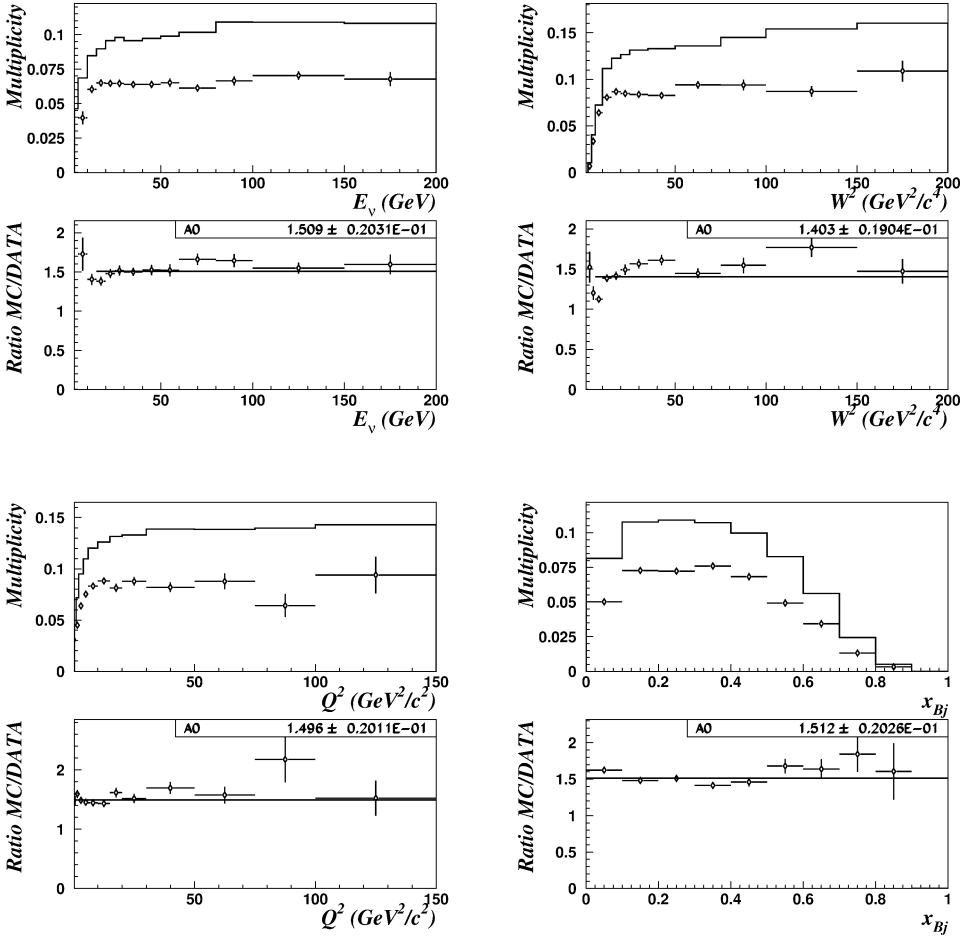 Multiplicity
0.1
0.075
0.05
0.025
0
50 100 150 200
Eν (GeV)
Multiplicity
0.15
0.1
0.05
0
0 50 100 150 200
W² (GeV²/c⁴)
Ratio MC/DATA
2
1.5
1
0.5
0
A0 1.509 ± 0.2031E-01
50 100 150 200
Eν (GeV)
Ratio MC/DATA
2
1.5
1
0.5
0
A0 1.403 ± 0.1904E-01
0 50 100 150 200
W² (GeV²/c⁴)
Multiplicity
0.15
0.1
0.05
0
50 100 150
Q² (GeV²/c²)
Multiplicity
0.1
0.075
0.05
0.025
0
0 0.2 0.4 0.6 0.8 1
xBj
Ratio MC/DATA
2
1
0
A0 1.496 ± 0.2011E-01
50 100 150
Q² (GeV²/c²)
Ratio MC/DATA
2
1.5
1
0.5
0
A0 1.512 ± 0.2026E-01
0 0.2 0.4 0.6 0.8 1
xBj